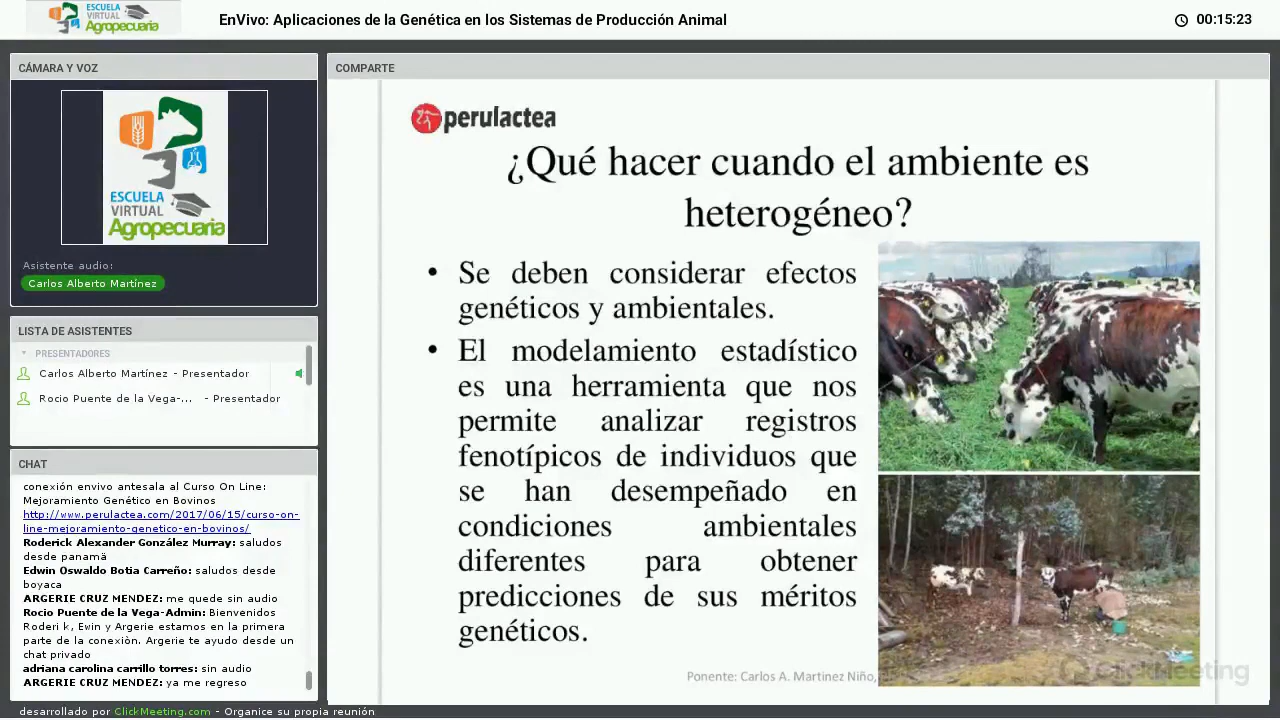 ESCUELA
VIRTUAL
Agropecuaria
EnVivo: Aplicaciones de la Genética en los Sistemas de Producción Animal
00:15:23
CÁMARA Y VOZ
ESCUELA
VIRTUAL
Agropecuaria
Asistente audio:
Carlos Alberto Martínez
LISTA DE ASISTENTES
PRESENTADORES
Carlos Alberto Martínez - Presentador
Rocio Puente de la Vega-... - Presentador
CHAT
conexión envivo antesala al Curso On Line:
Mejoramiento Genético en Bovinos
http://www.perulactea.com/2017/06/15/curso-on-
line-mejoramiento-genetico-en-bovinos/
Roderick Alexander González Murray: saludos
desde panamä
Edwin Oswaldo Botia Carreño: saludos desde
boyaca
ARGERIE CRUZ MENDEZ: me quede sin audio
Rocio Puente de la Vega-Admin: Bienvenidos
Roderi k, Ewin y Argerie estamos en la primera
parte de la conexiòn. Argerie te ayudo desde un
chat privado
adriana carolina carrillo torres: sin audio
ARGERIE CRUZ MENDEZ: ya me regreso
COMPARTE
perulactea
¿Qué hacer cuando el ambiente es
heterogéneo?
• Se deben considerar efectos
genéticos y ambientales.
• El modelamiento estadístico
es una herramienta que nos
permite analizar registros
fenotípicos de individuos que
se han desempeñado en
condiciones ambientales
diferentes para obtener
predicciones de sus méritos
genéticos.
Ponente: Carlos A. Martinez Niño,
ClickMeeting
desarrollado por ClickMeeting.com - Organice su propia reunión